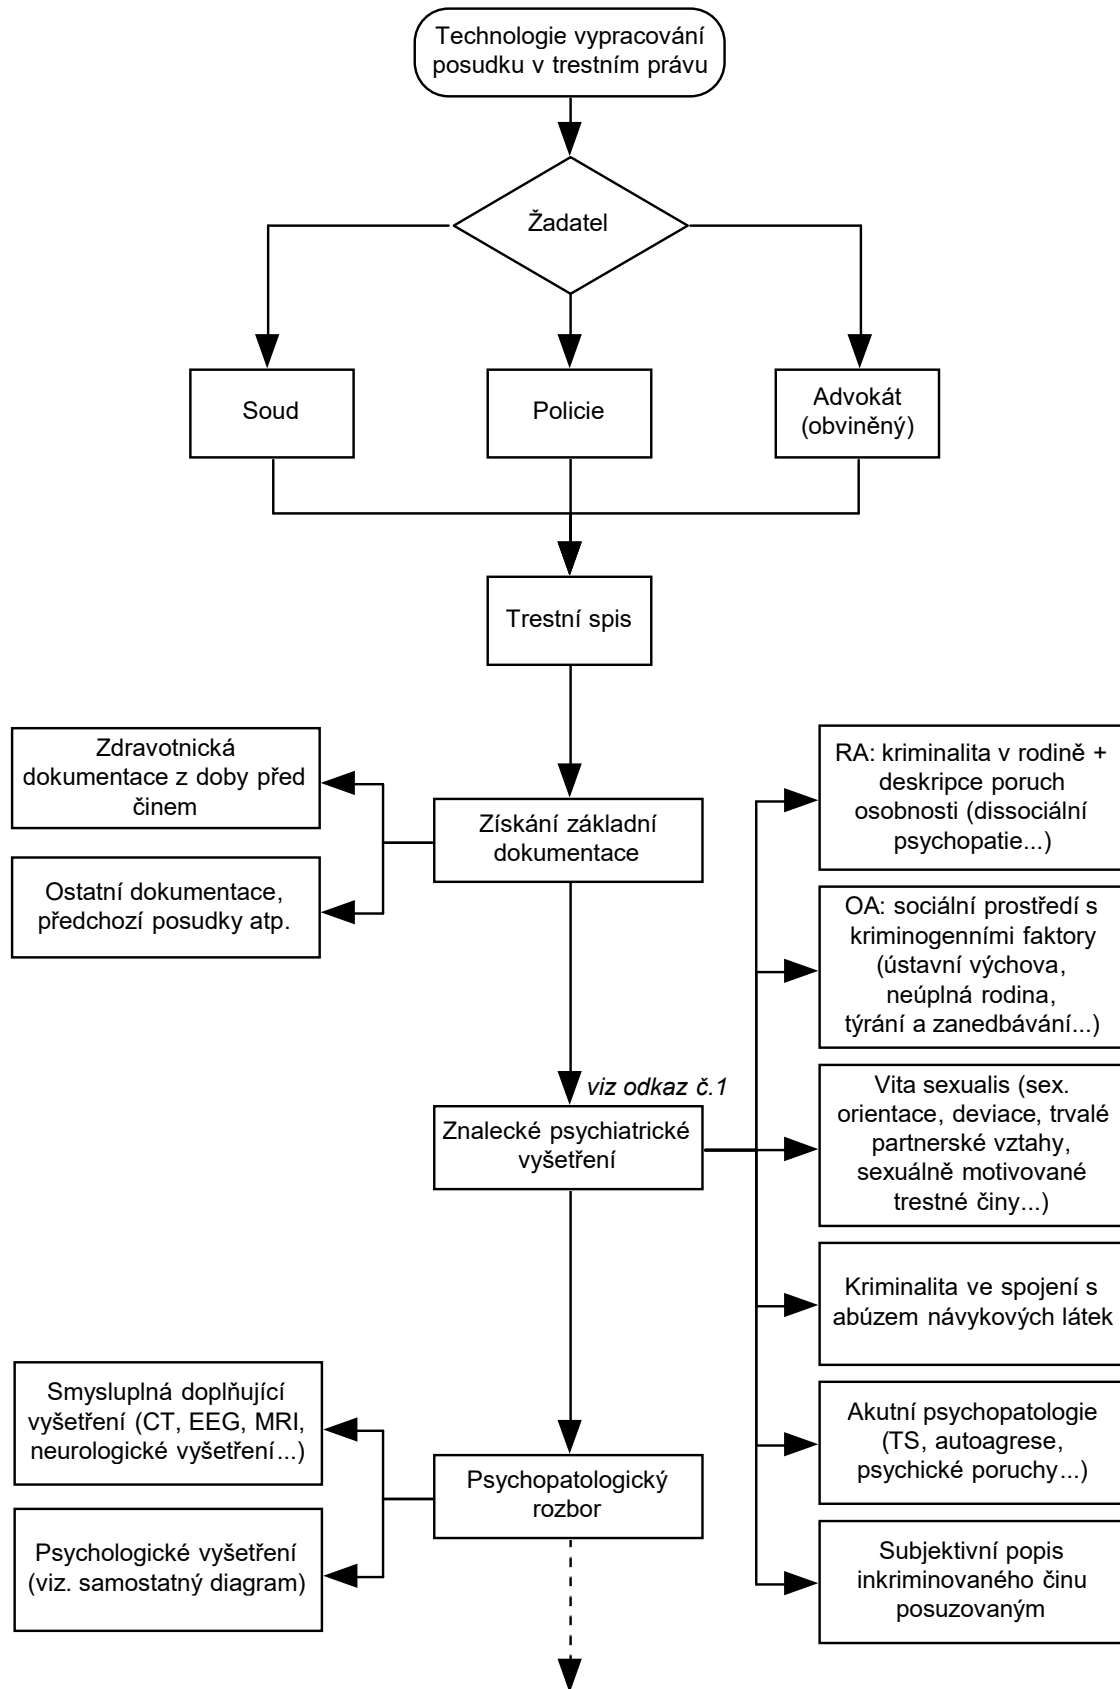 Technologie vypracování
posudku v trestním právu
Žadatel
Soud
Policie
Advokát
(obviněný)
Trestní spis
Zdravotnická
dokumentace z doby před
činem
Ostatní dokumentace,
předchozí posudky atp.
Získání základní
dokumentace
RA: kriminalita v rodině +
deskripce poruch
osobnosti (dissociální
psychopatie...)
OA: sociální prostředí s
kriminogenními faktory
(ústavní výchova,
neúplná rodina,
týrání a zanedbávání...)
viz odkaz č.1
Znalecké psychiatrické
vyšetření
Vita sexualis (sex.
orientace, deviace, trvalé
partnerské vztahy,
sexuálně motivované
trestné činy...)
Kriminalita ve spojení s
abúzem návykových látek
Akutní psychopatologie
(TS, autoagrese,
psychické poruchy...)
Subjektivní popis
inkriminovaného činu
posuzovaným
Smysluplná doplňující
vyšetření (CT, EEG, MRI,
neurologické vyšetření...)
Psychologické vyšetření
(viz. samostatný diagram)
Psychopatologický
rozbor